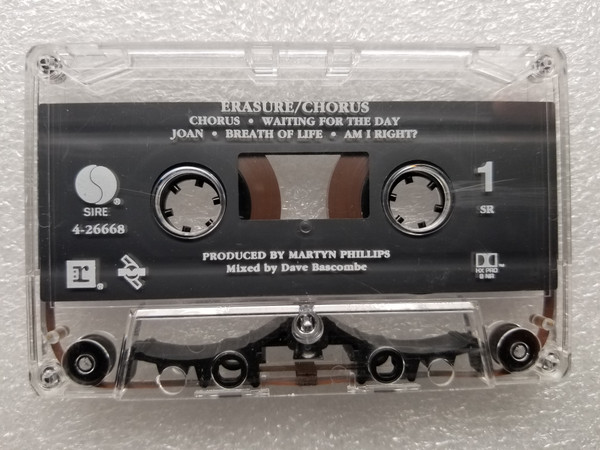 ERASURE/CHORUS
CHORUS • WAITING FOR THE DAY
JOAN • BREATH OF LIFE • AM I RIGHT?
1
SR
SIRE ®
4-26668
PRODUCED BY MARTYN PHILLIPS
Mixed by Dave Bascombe
r ®
HX PRO
B NR